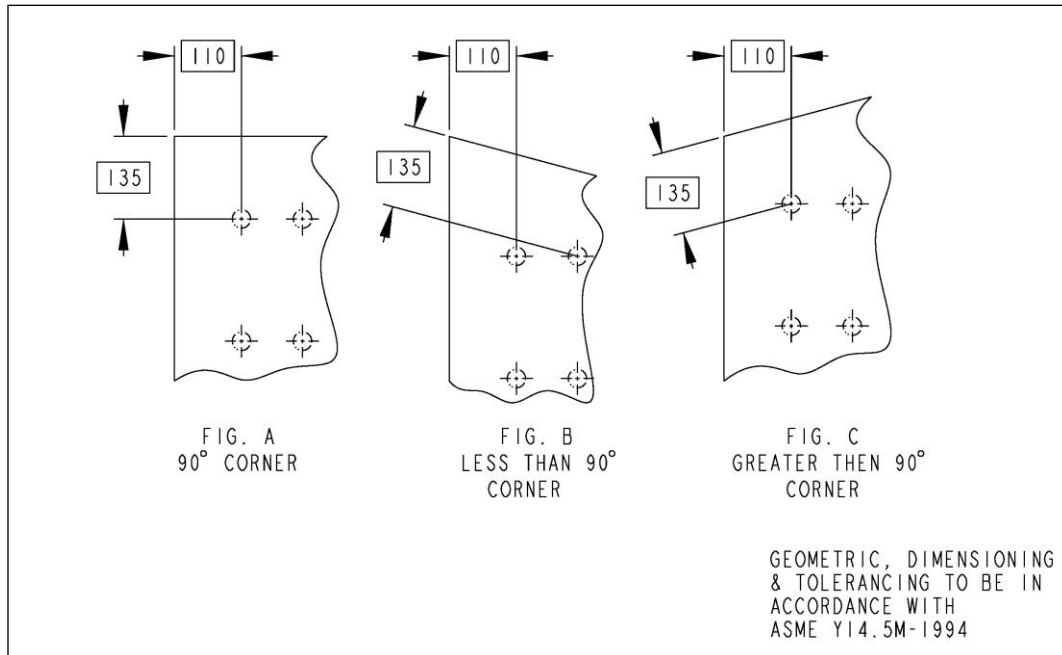 110
110
110
135
135
135
FIG. A
90° CORNER
FIG. B
LESS THAN 90°
CORNER
FIG. C
GREATER THEN 90°
CORNER
GEOMETRIC, DIMENSIONING
& TOLERANCING TO BE IN
ACCORDANCE WITH
ASME Y14.5M-1994